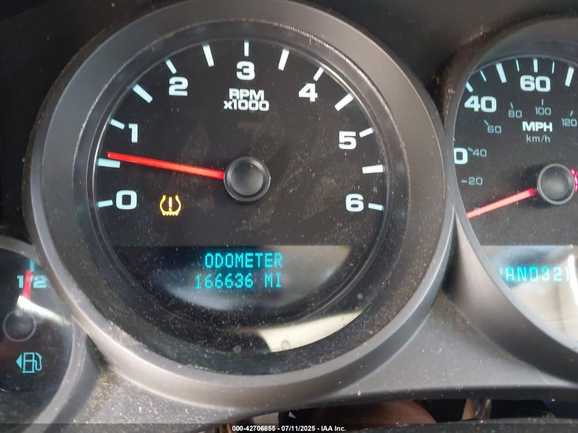 0 1 2 3 4 5 6
RPM
x1000
ODOMETER
166636 MI
40 60
20 40 60 80 100 120
MPH
km/h
1/2
000-42706855 - 07/11/2025 - IAA Inc.